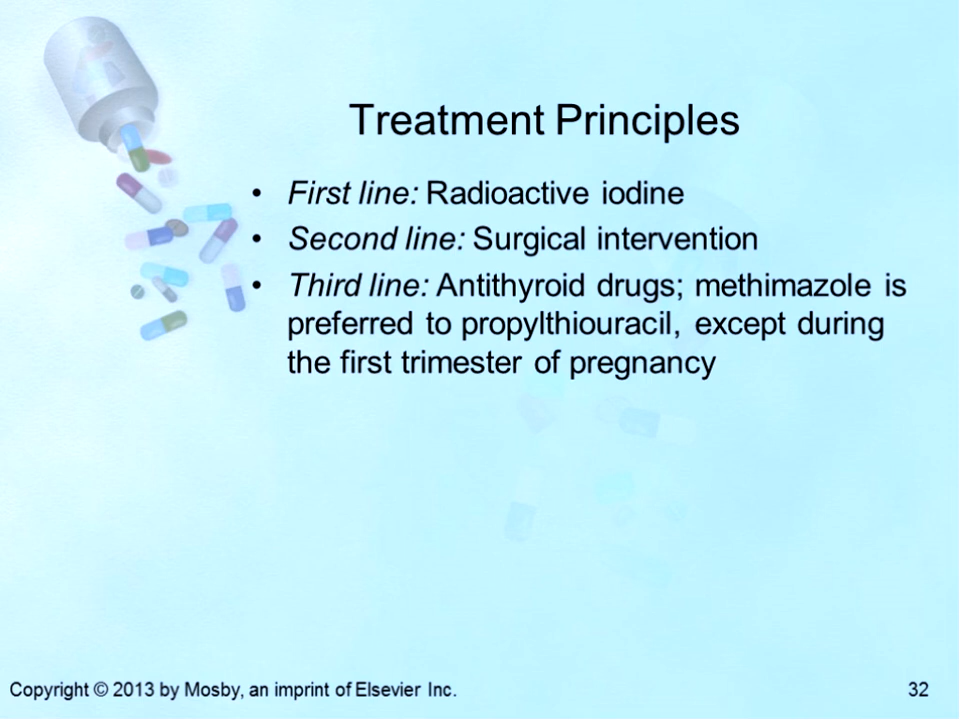 Treatment Principles
• First line: Radioactive iodine
• Second line: Surgical intervention
• Third line: Antithyroid drugs; methimazole is
preferred to propylthiouracil, except during
the first trimester of pregnancy
Copyright © 2013 by Mosby, an imprint of Elsevier Inc.
32